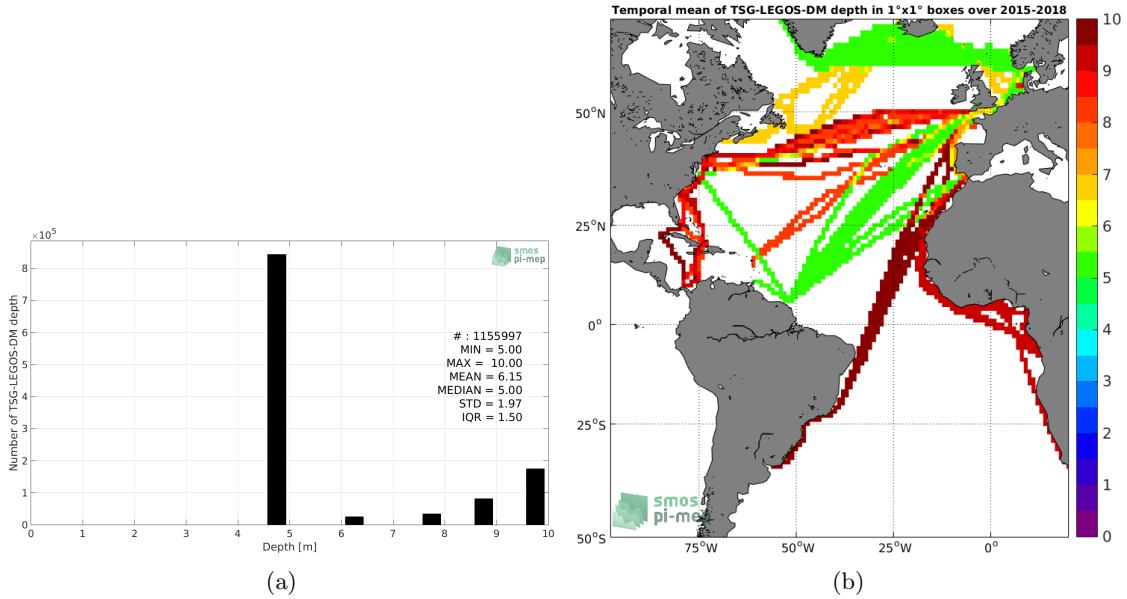 ×10⁵
8
7
6
5
4
3
2
1
0
Number of TSG-LEGOS-DM depth
0 1 2 3 4 5 6 7 8 9 10
Depth [m]
smos
pi-mep
# : 1155997
MIN = 5.00
MAX = 10.00
MEAN = 6.15
MEDIAN = 5.00
STD = 1.97
IQR = 1.50
(a)
Temporal mean of TSG-LEGOS-DM depth in 1°x1° boxes over 2015-2018
50°N
25°N
0°
25°S
50°S
75°W 50°W 25°W 0°
smos
pi-mep
10
9
8
7
6
5
4
3
2
1
0
(b)